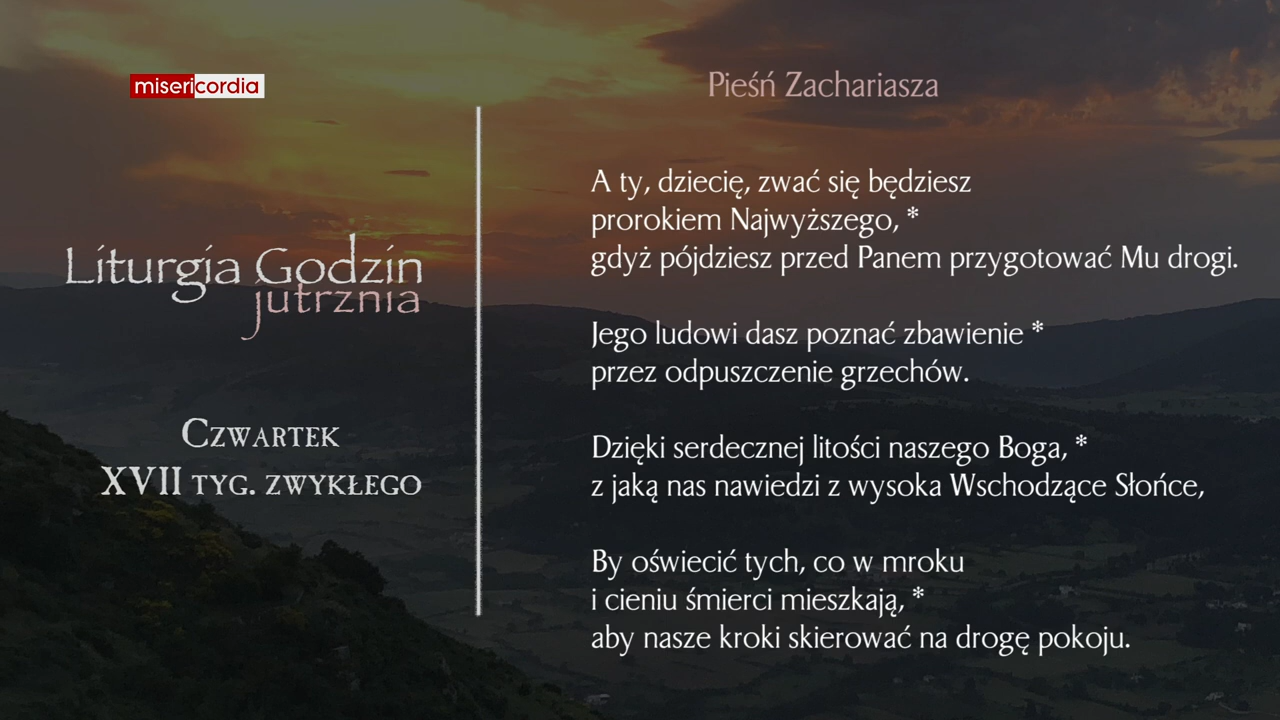 misericordia
Liturgia Godzin
jutrznia
Czwartek
XVII tyg. zwykłego
Pieśń Zachariasza
A ty, dziecię, zwać się będziesz
prorokiem Najwyższego, *
gdyż pójdziesz przed Panem przygotować Mu drogi.
Jego ludowi dasz poznać zbawienie *
przez odpuszczenie grzechów.
Dzięki serdecznej litości naszego Boga, *
z jaką nas nawiedzi z wysoka Wschodzące Słońce,
By oświecić tych, co w mroku
i cieniu śmierci mieszkają, *
aby nasze kroki skierować na drogę pokoju.